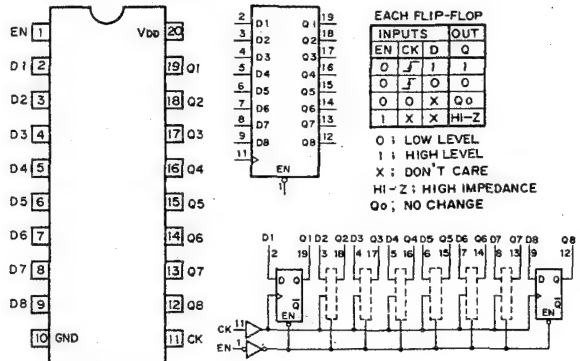 EN 1 VDD 20
D1 2 19 Q1
D2 3 18 Q2
D3 4 17 Q3
D4 5 16 Q4
D5 6 15 Q5
D6 7 14 Q6
D7 8 13 Q7
D8 9 12 Q8
10 GND 11 CK
2 D1 Q1 19
3 D2 Q2 18
4 D3 Q3 17
5 D4 Q4 16
6 D5 Q5 15
7 D6 Q6 14
8 D7 Q7 13
9 D8 Q8 12
11
EN
1
EACH FLIP-FLOP
INPUTS OUT
EN CK D Q
0 1 1
0 0 0
0 0 X Qo
1 X X HI-Z
0 ; LOW LEVEL
1 ; HIGH LEVEL
X ; DON'T CARE
HI-Z ; HIGH IMPEDANCE
Qo ; NO CHANGE
D1 Q1 D2 Q2 D3 Q3 D4 Q4 D5 Q5 D6 Q6 D7 Q7 D8 Q8
2 19 3 18 4 17 5 16 6 15 7 14 8 13 9 12
D Q D Q
Q Q
EN EN
CK 11
EN 1